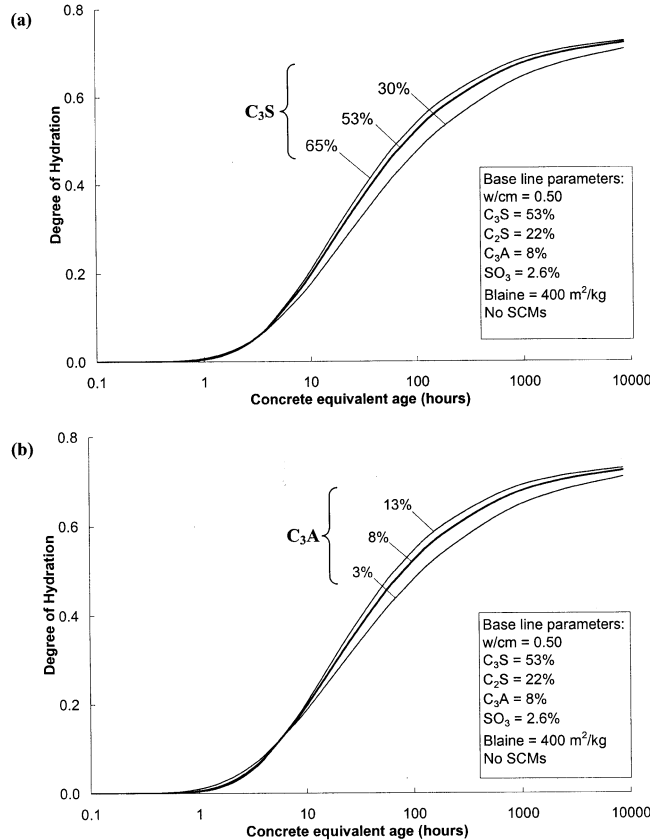 (a)
0.8
0.6
0.4
0.2
0.0
Degree of Hydration
C₃S
65%
53%
30%
Base line parameters:
w/cm = 0.50
C₃S = 53%
C₂S = 22%
C₃A = 8%
SO₃ = 2.6%
Blaine = 400 m²/kg
No SCMs
0.1 1 10 100 1000 10000
Concrete equivalent age (hours)
(b)
0.8
0.6
0.4
0.2
0.0
Degree of Hydration
C₃A
13%
8%
3%
Base line parameters:
w/cm = 0.50
C₃S = 53%
C₂S = 22%
C₃A = 8%
SO₃ = 2.6%
Blaine = 400 m²/kg
No SCMs
0.1 1 10 100 1000 10000
Concrete equivalent age (hours)